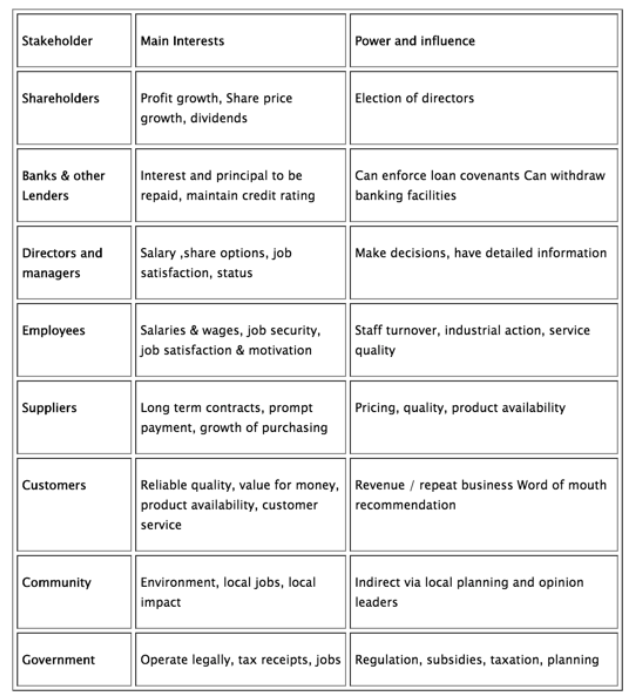 Stakeholder
Main Interests
Power and influence
Shareholders
Profit growth, Share price
growth, dividends
Election of directors
Banks & other
Lenders
Interest and principal to be
repaid, maintain credit rating
Can enforce loan covenants Can withdraw
banking facilities
Directors and
managers
Salary ,share options, job
satisfaction, status
Make decisions, have detailed information
Employees
Salaries & wages, job security,
job satisfaction & motivation
Staff turnover, industrial action, service
quality
Suppliers
Long term contracts, prompt
payment, growth of purchasing
Pricing, quality, product availability
Customers
Reliable quality, value for money,
product availability, customer
service
Revenue / repeat business Word of mouth
recommendation
Community
Environment, local jobs, local
impact
Indirect via local planning and opinion
leaders
Government
Operate legally, tax receipts, jobs
Regulation, subsidies, taxation, planning